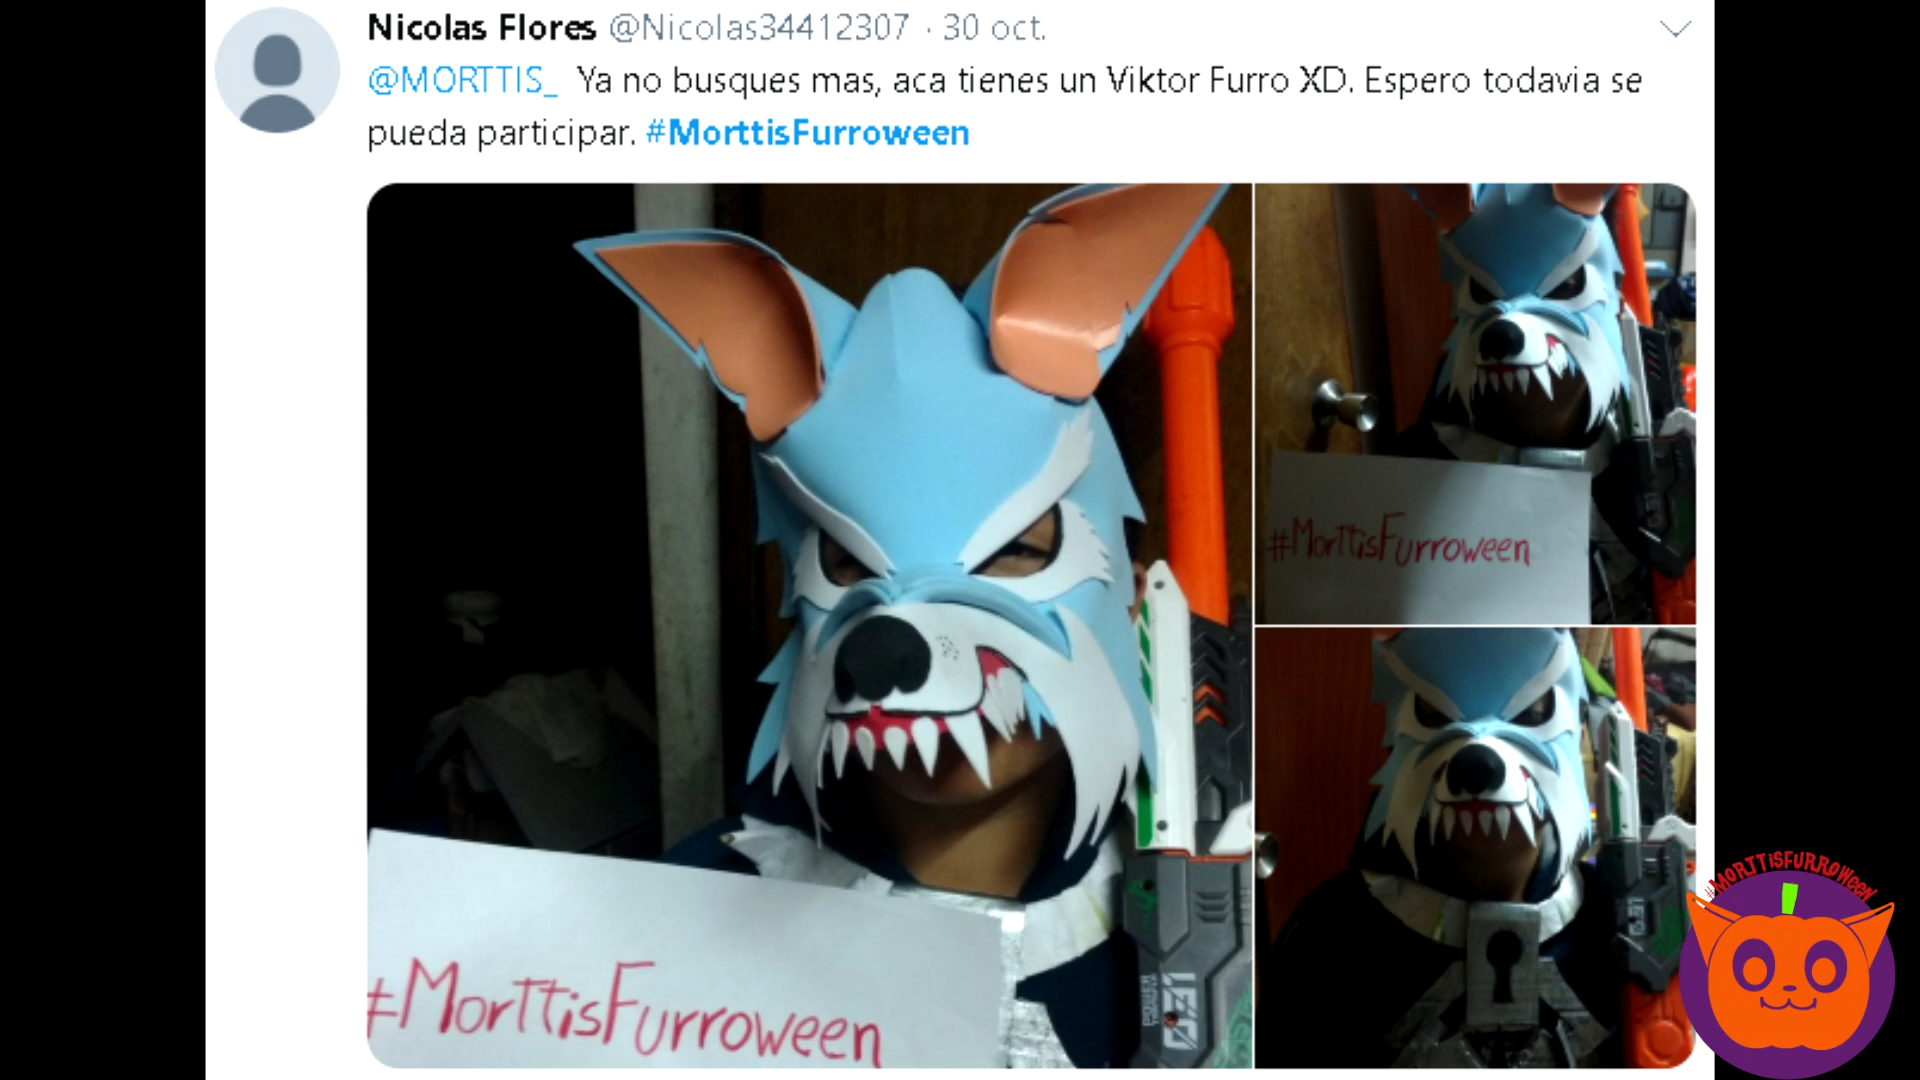 Nicolas Flores @Nicolas34412307 · 30 oct.
@MORTTIS_ Ya no busques mas, aca tienes un Viktor Furro XD. Espero todavia se
pueda participar. #MorttisFurroween
#MorTTisFurroween
#MorTTisFurroween
#MORTTiSFURROWeeN